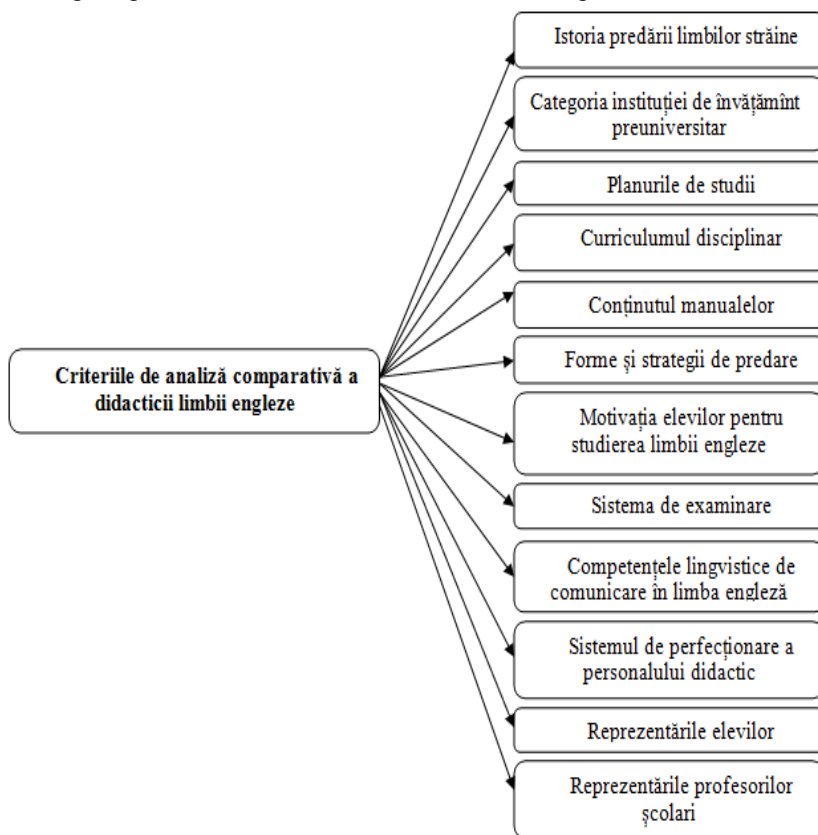 Istoria predării limbilor străine
Categoria instituției de învățămînt
preuniversitar
Planurile de studii
Curriculumul disciplinar
Conținutul manualelor
Criteriile de analiză comparativă a
didacticii limbii engleze
Forme și strategii de predare
Motivația elevilor pentru
studierea limbii engleze
Sistema de examinare
Competențele lingvistice de
comunicare în limba engleză
Sistemul de perfecționare a
personalului didactic
Reprezentările elevilor
Reprezentările profesorilor
școlari